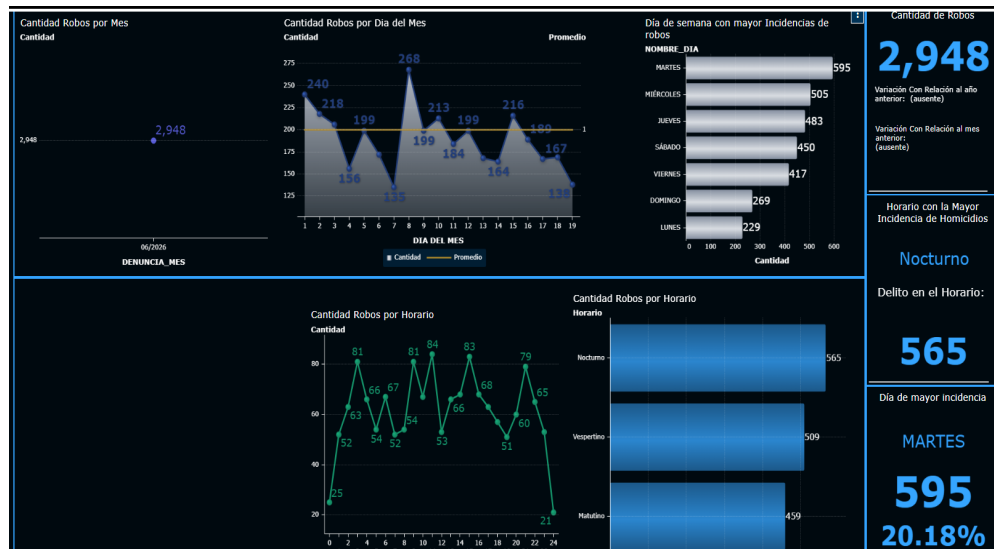 Cantidad Robos por Mes
Cantidad
2,948
2,948
06/2026
DENUNCIA_MES
Cantidad Robos por Dia del Mes
Cantidad
Promedio
275
250
225
200
175
150
125
240
218
156
199
135
268
199
213
184
199
164
216
189
167
138
1
1 2 3 4 5 6 7 8 9 10 11 12 13 14 15 16 17 18 19
DIA DEL MES
Cantidad Promedio
Día de semana con mayor Incidencias de
robos
NOMBRE_DIA
MARTES 595
MIÉRCOLES 505
JUEVES 483
SÁBADO 450
VIERNES 417
DOMINGO 269
LUNES 229
0 100 200 300 400 500 600
Cantidad
Cantidad de Robos
2,948
Variación Con Relación al año
anterior: (ausente)
Variación Con Relación al mes
anterior:
(ausente)
Horario con la Mayor
Incidencia de Homicidios
Nocturno
Delito en el Horario:
565
Día de mayor incidencia
MARTES
595
20.18%
Cantidad Robos por Horario
Cantidad
80
60
40
20
25
52
63
81
66
54
67
52
54
81
84
53
66
83
68
51
60
79
65
21
0 2 4 6 8 10 12 14 16 18 20 22 24
Cantidad Robos por Horario
Horario
Nocturno 565
Vespertino 509
Matutino 459